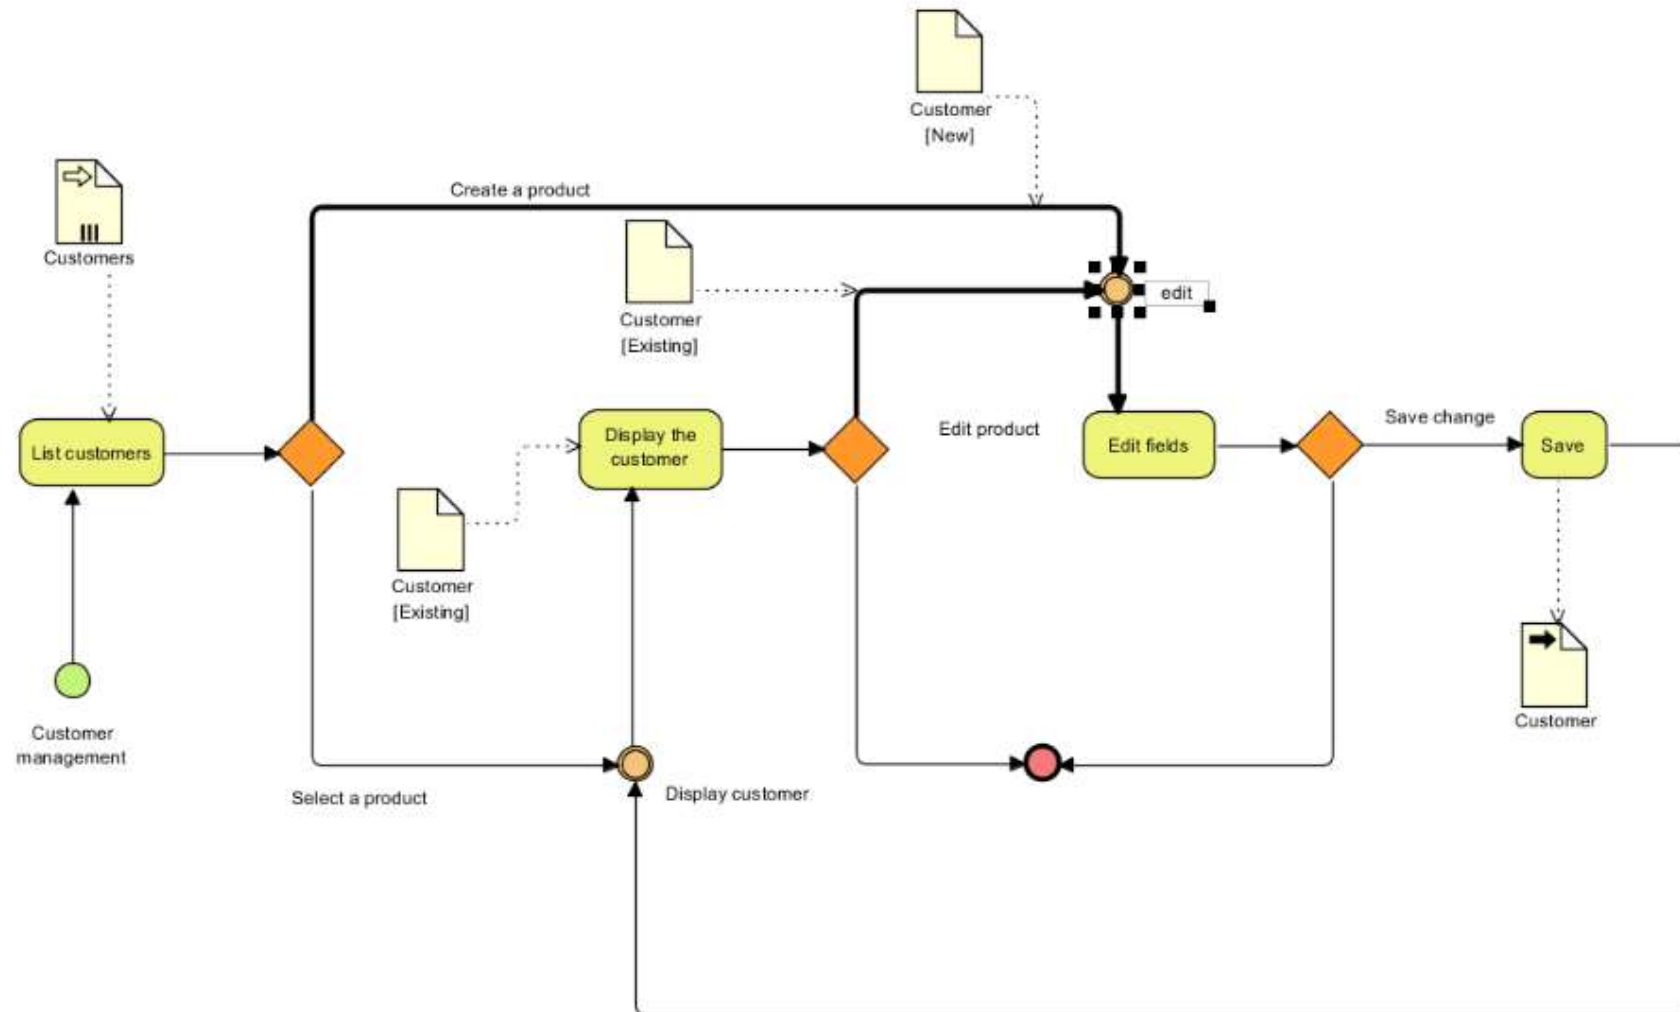 Customer
[New]
Create a product
Customers
edit
Customer
[Existing]
List customers
Display the
customer
Edit product
Edit fields
Save change
Save
Customer
[Existing]
Customer
Customer
management
Select a product
Display customer